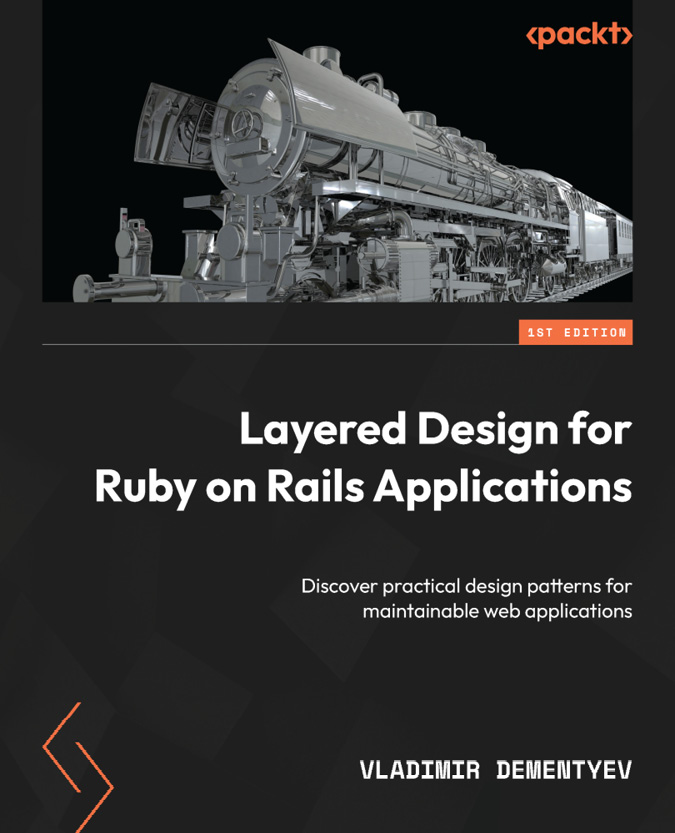 <packt>
1ST EDITION
Layered Design for
Ruby on Rails Applications
Discover practical design patterns for
maintainable web applications
VLADIMIR DEMENTYEV